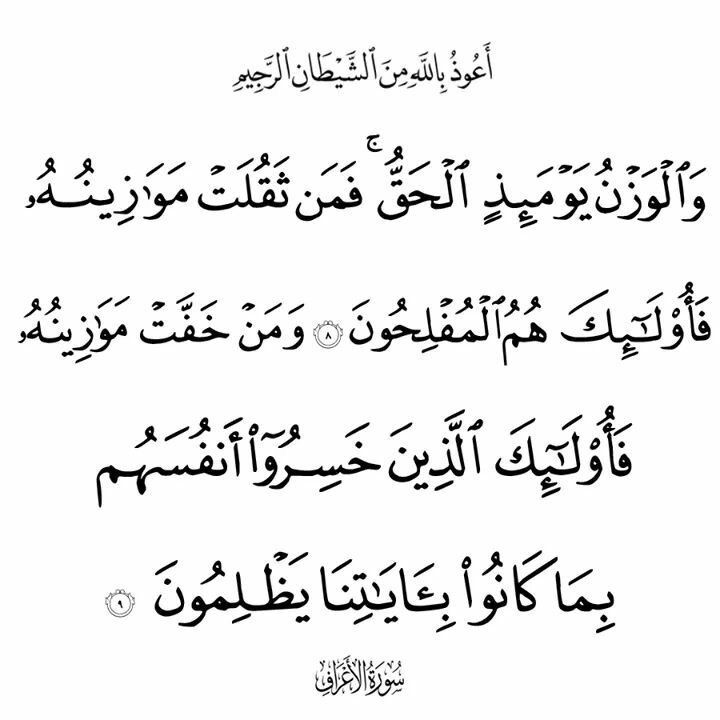 أَعُوذُ بِاللَّهِ مِنَ الشَّيْطَانِ الرَّجِيمِ
وَٱلْوَزْنُ يَوْمَئِذٍ ٱلْحَقُّ ۚ فَمَن ثَقُلَتْ مَوَٰزِينُهُۥ
فَأُو۟لَـٰٓئِكَ هُمُ ٱلْمُفْلِحُونَ ۝٨ وَمَنْ خَفَّتْ مَوَٰزِينُهُۥ
فَأُو۟لَـٰٓئِكَ ٱلَّذِينَ خَسِرُوٓا۟ أَنفُسَهُم
بِمَا كَانُوا۟ بِـَٔايَـٰتِنَا يَظْلِمُونَ ۝٩
سُورَةُ الأَعْرَافِ